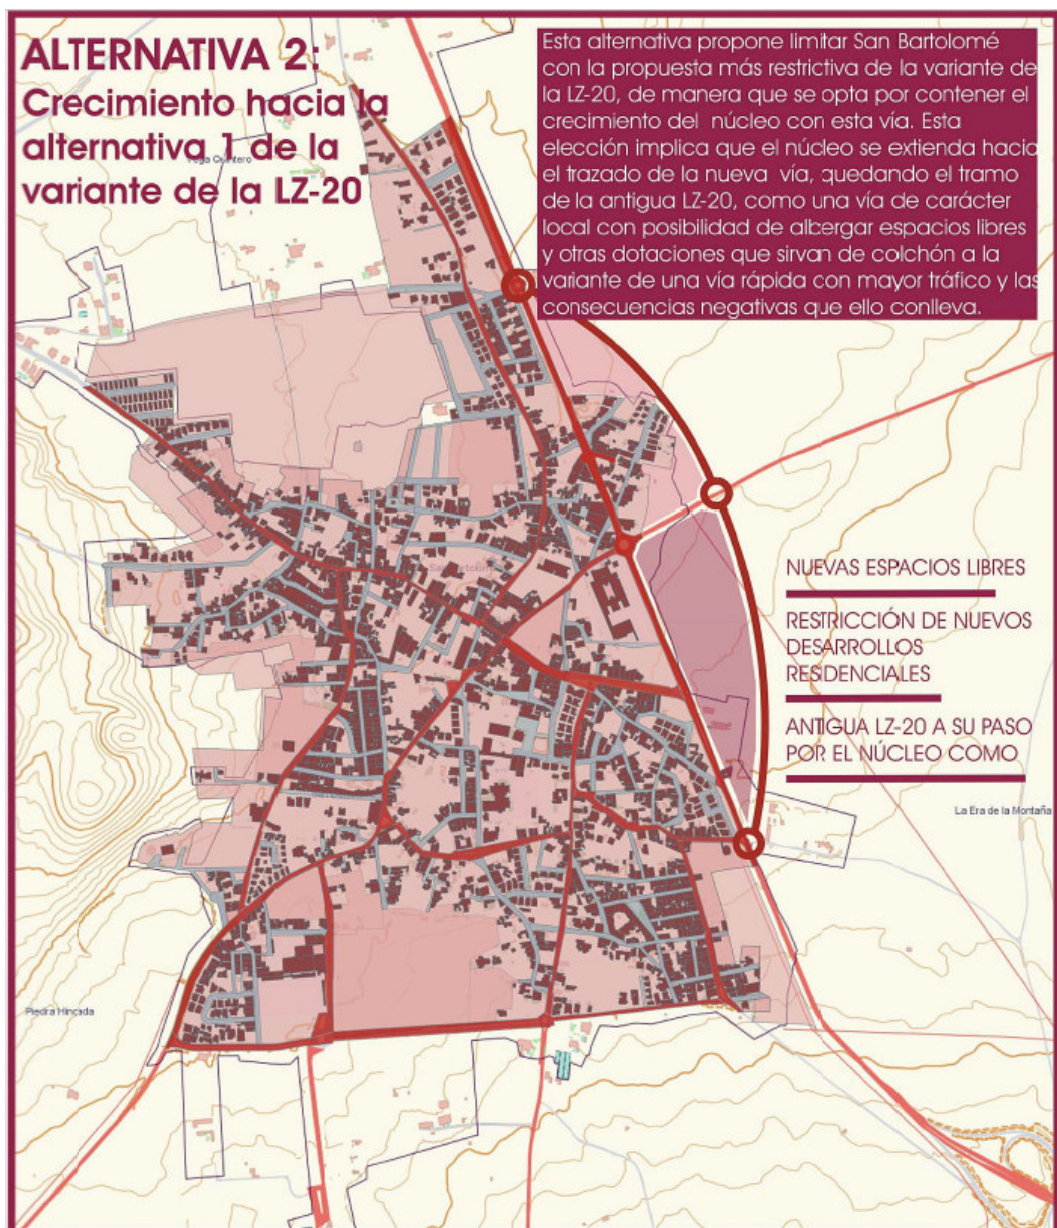 ALTERNATIVA 2:
Crecimiento hacia la
alternativa 1 de la
variante de la LZ-20
Esta alternativa propone limitar San Bartolomé
con la propuesta más restrictiva de la variante de
la LZ-20, de manera que se opta por contener el
crecimiento del núcleo con esta vía. Esta
elección implica que el núcleo se extienda hacia
el trazado de la nueva vía, quedando el tramo
de la antigua LZ-20, como una vía de carácter
local con posibilidad de albergar espacios libres
y otras dotaciones que sirvan de colchón a la
variante de una vía rápida con mayor tráfico y las
consecuencias negativas que ello conlleva.
NUEVAS ESPACIOS LIBRES
RESTRICCIÓN DE NUEVOS
DESARROLLOS
RESIDENCIALES
ANTIGUA LZ-20 A SU PASO
POR EL NÚCLEO COMO
La Era de la Montaña
Piedra Hincada